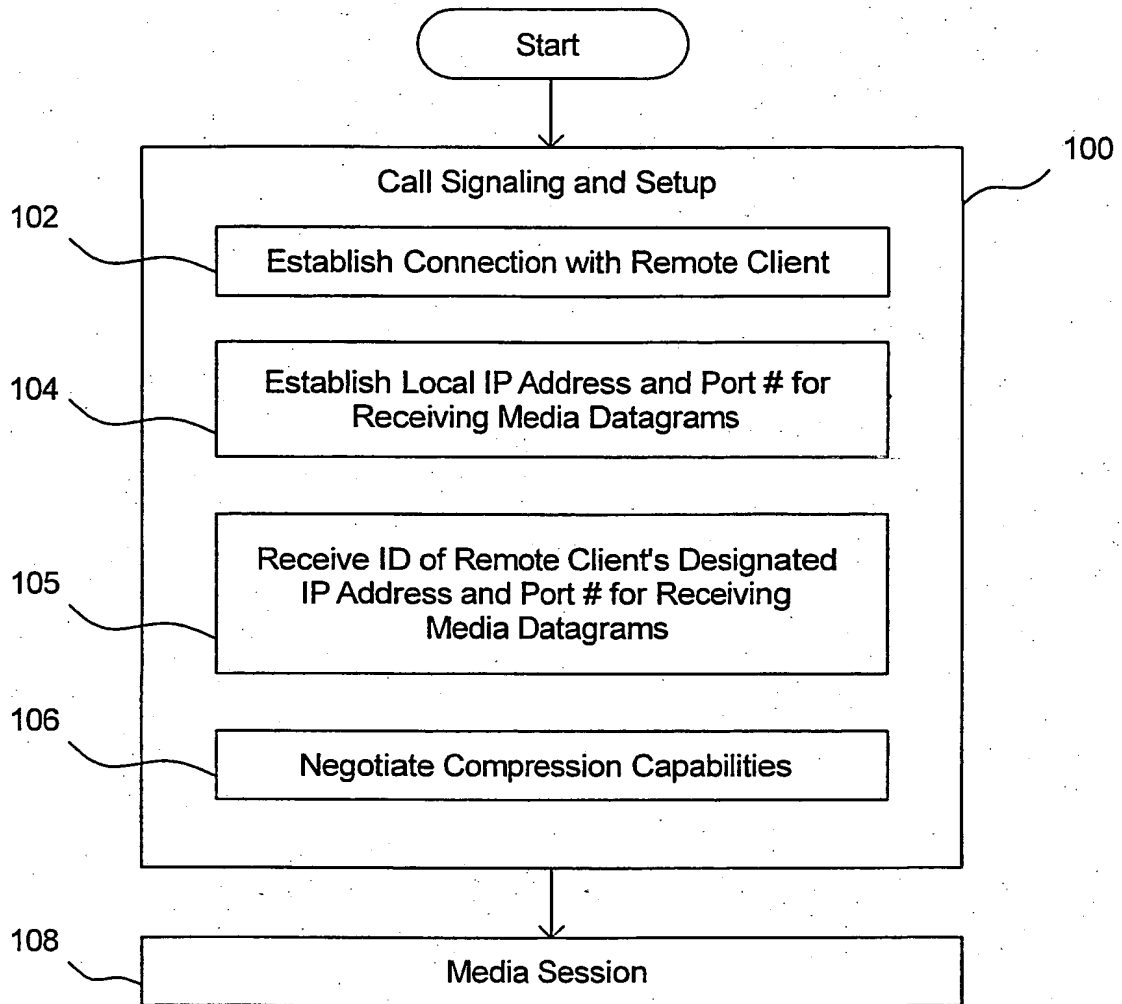 Start
100
Call Signaling and Setup
102
Establish Connection with Remote Client
104
Establish Local IP Address and Port # for
Receiving Media Datagrams
105
Receive ID of Remote Client's Designated
IP Address and Port # for Receiving
Media Datagrams
106
Negotiate Compression Capabilities
108
Media Session